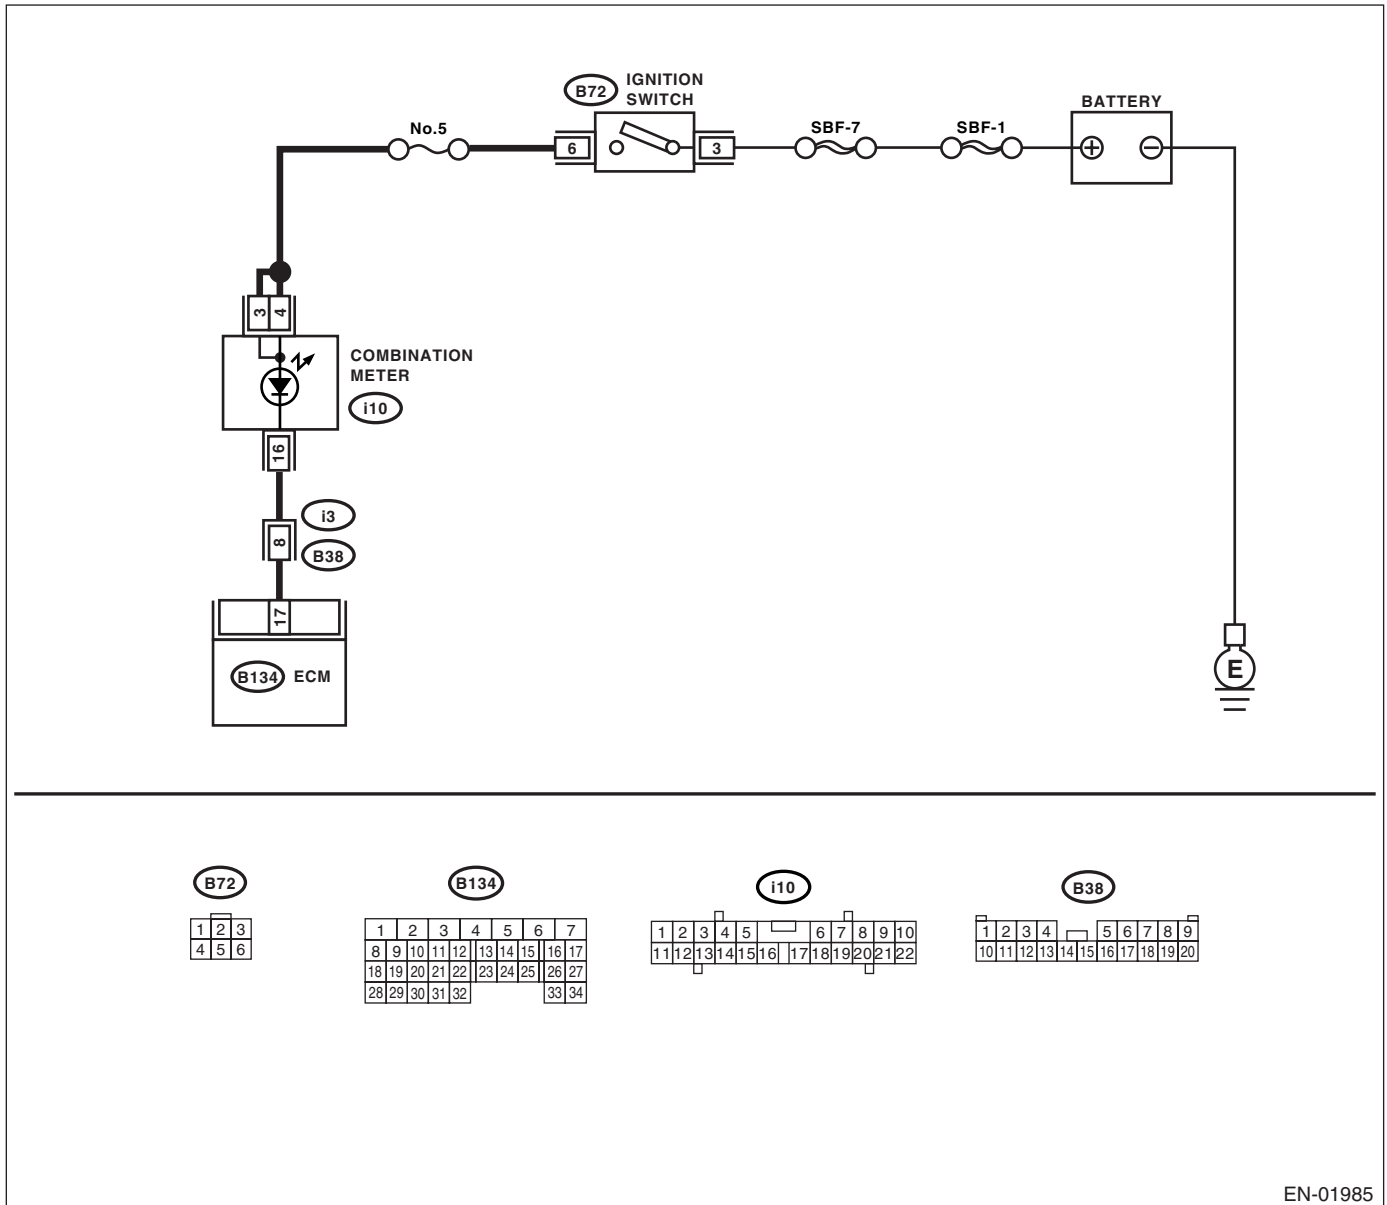 B72
IGNITION
SWITCH
BATTERY
No.5
6
3
SBF-7
SBF-1
+
−
3
4
COMBINATION
METER
i10
16
i3
8
B38
17
B134
ECM
E
B72
1 2 3
4 5 6
B134
1 2 3 4 5 6 7
8 9 10 11 12 13 14 15 16 17
18 19 20 21 22 23 24 25 26 27
28 29 30 31 32 33 34
i10
1 2 3 4 5 6 7 8 9 10
11 12 13 14 15 16 17 18 19 20 21 22
B38
1 2 3 4 5 6 7 8 9
10 11 12 13 14 15 16 17 18 19 20
EN-01985